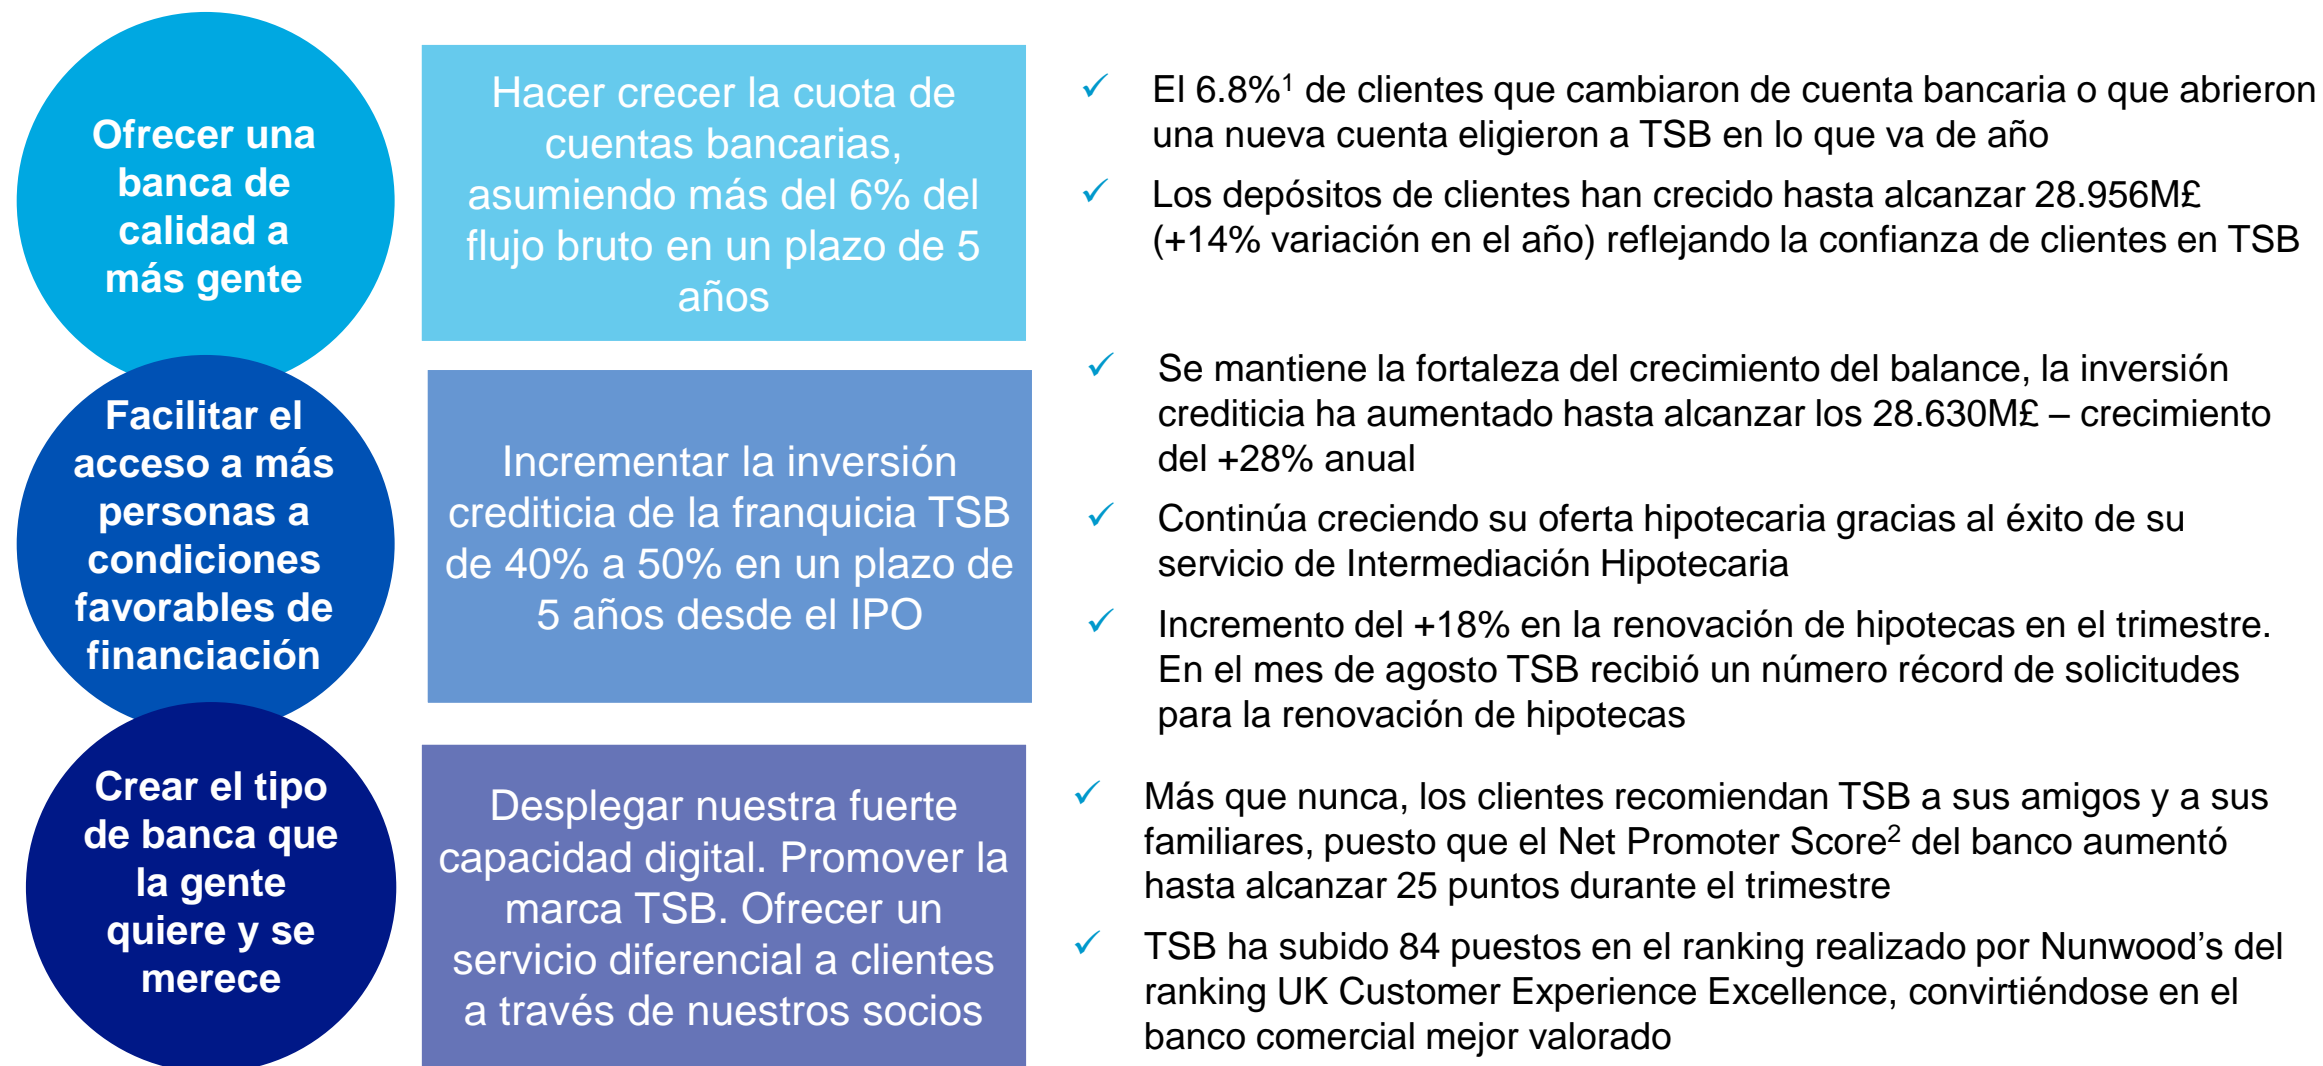 Ofrecer una
banca de
calidad a
más gente
Hacer crecer la cuota de
cuentas bancarias,
asumiendo más del 6% del
flujo bruto en un plazo de 5
años
✓ El 6.8%¹ de clientes que cambiaron de cuenta bancaria o que abrieron
una nueva cuenta eligieron a TSB en lo que va de año
✓ Los depósitos de clientes han crecido hasta alcanzar 28.956M£
(+14% variación en el año) reflejando la confianza de clientes en TSB
Facilitar el
acceso a más
personas a
condiciones
favorables de
financiación
Incrementar la inversión
crediticia de la franquicia TSB
de 40% a 50% en un plazo de
5 años desde el IPO
✓ Se mantiene la fortaleza del crecimiento del balance, la inversión
crediticia ha aumentado hasta alcanzar los 28.630M£ – crecimiento
del +28% anual
✓ Continúa creciendo su oferta hipotecaria gracias al éxito de su
servicio de Intermediación Hipotecaria
✓ Incremento del +18% en la renovación de hipotecas en el trimestre.
En el mes de agosto TSB recibió un número récord de solicitudes
para la renovación de hipotecas
Crear el tipo
de banca que
la gente
quiere y se
merece
Desplegar nuestra fuerte
capacidad digital. Promover la
marca TSB. Ofrecer un
servicio diferencial a clientes
a través de nuestros socios
✓ Más que nunca, los clientes recomiendan TSB a sus amigos y a sus
familiares, puesto que el Net Promoter Score² del banco aumentó
hasta alcanzar 25 puntos durante el trimestre
✓ TSB ha subido 84 puestos en el ranking realizado por Nunwood’s del
ranking UK Customer Experience Excellence, convirtiéndose en el
banco comercial mejor valorado